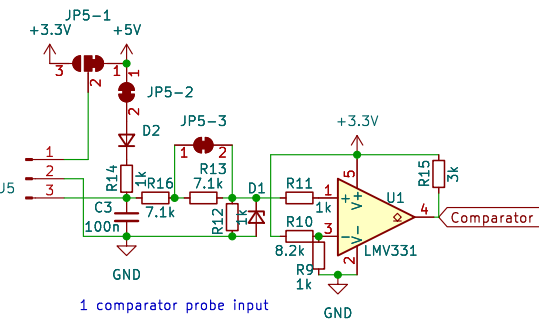 JP5-1
+3.3V
+5V
3
1
2
1
JP5-2
2
D2
JP5-3
1
2
+3.3V
1
2
3
R14
1k
R16
7.1k
R13
7.1k
D1
R11
1k
R12
1k
C3
100n
R10
8.2k
R9
1k
5
V+
U1
1
+
3
-
V-
2
4
LMV331
R15
3k
Comparator
GND
GND
1 comparator probe input